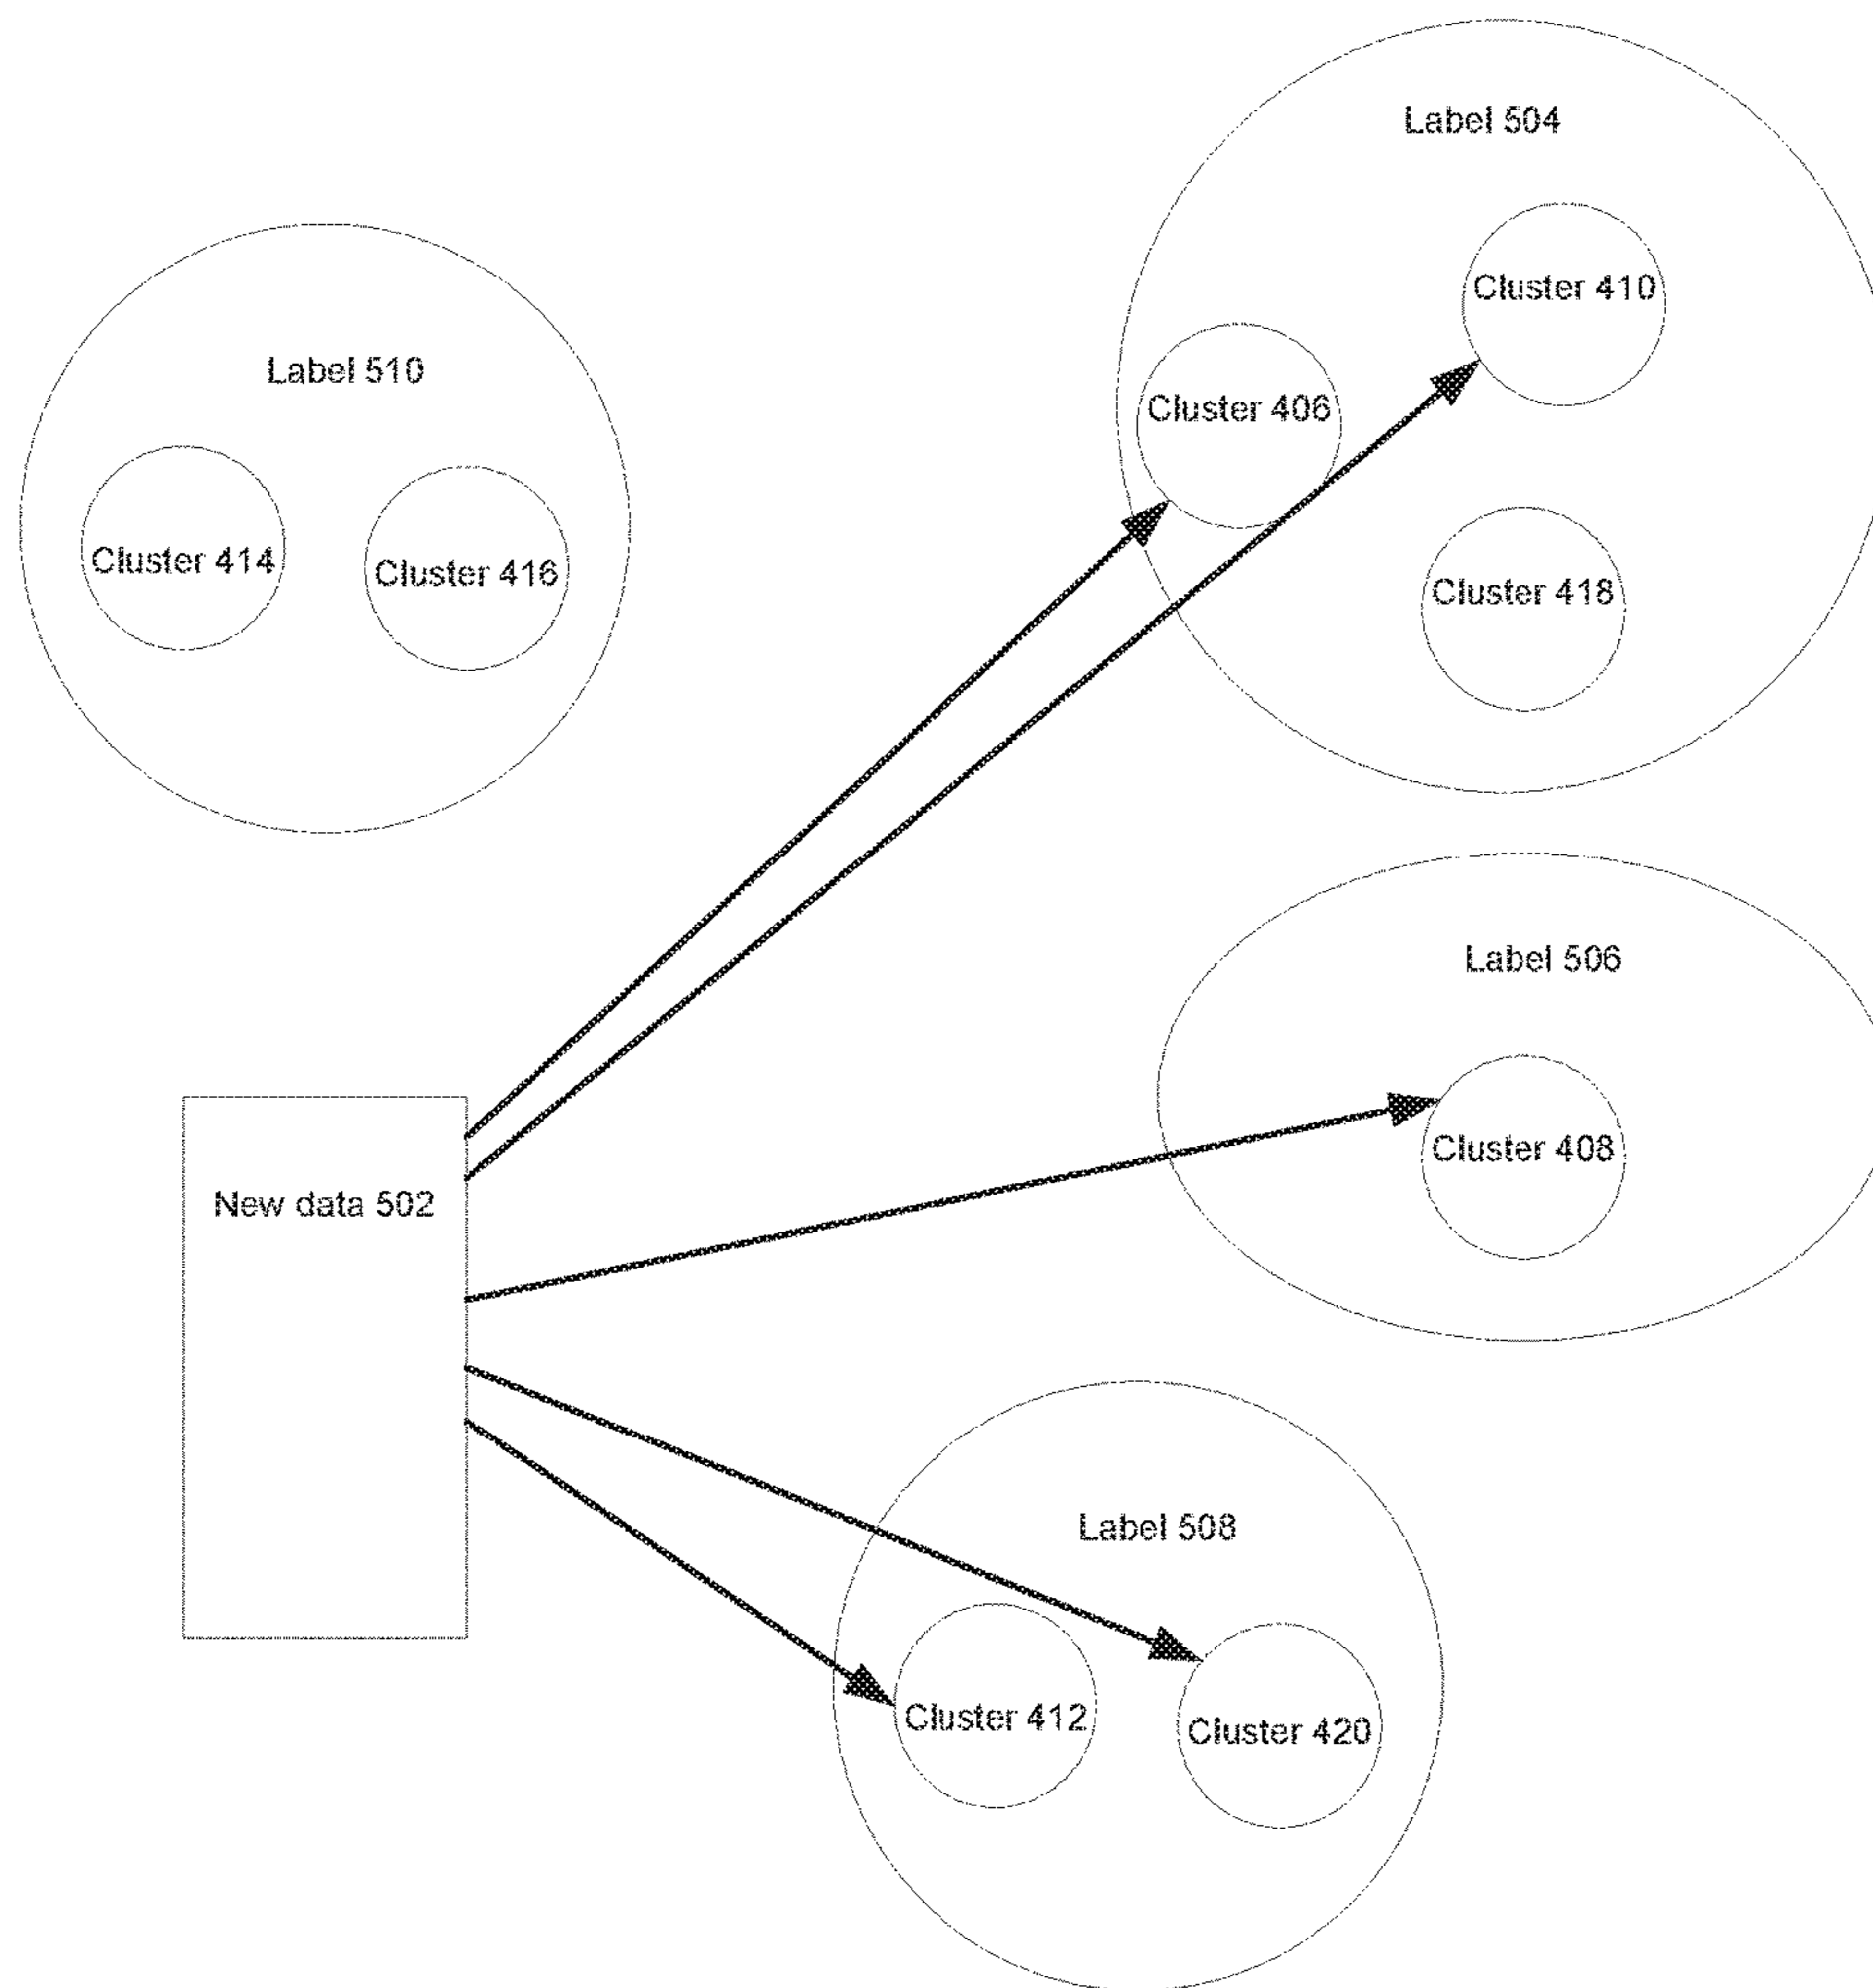 Label 504
Cluster 410
Cluster 406
Cluster 418
Label 510
Cluster 414
Cluster 416
Label 506
Cluster 408
New data 502
Label 508
Cluster 412
Cluster 420